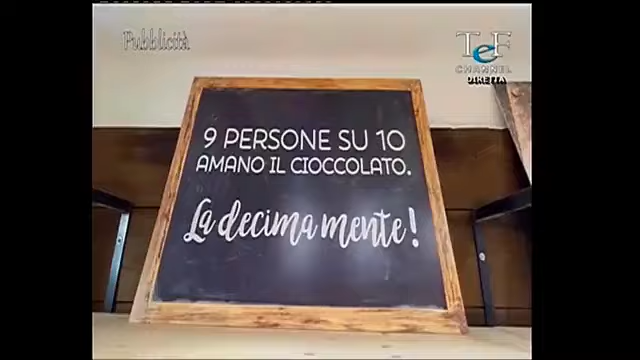 Pubblicità
TeF
CHANNEL
DIRETTA
9 PERSONE SU 10
AMANO IL CIOCCOLATO.
La decima mente!